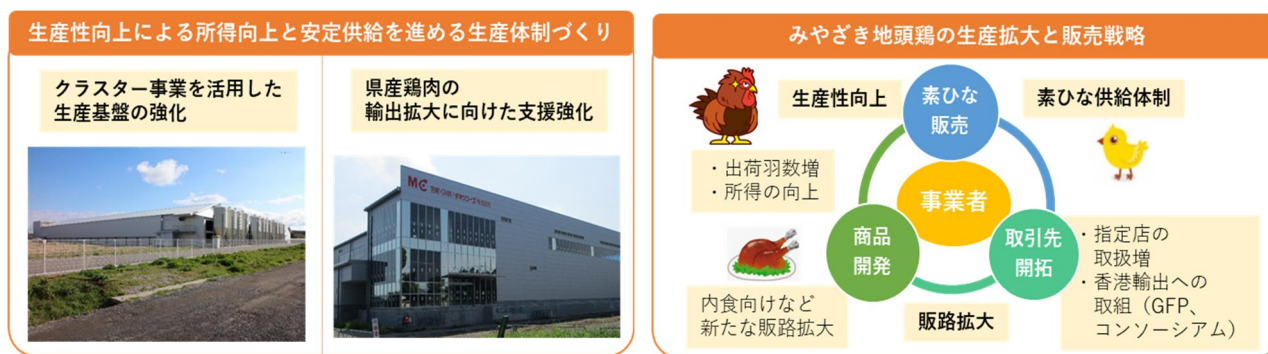 生産性向上による所得向上と安定供給を進める生産体制づくり
クラスター事業を活用した
生産基盤の強化
県産鶏肉の
輸出拡大に向けた支援強化
MC
みやざき地頭鶏の生産拡大と販売戦略
生産性向上
素ひな
販売
素ひな供給体制
・出荷羽数増
・所得の向上
事業者
商品
開発
取引先
開拓
・指定店の
取扱増
・香港輸出への
取組（GFP、
コンソーシアム）
内食向けなど
新たな販路拡大
販路拡大